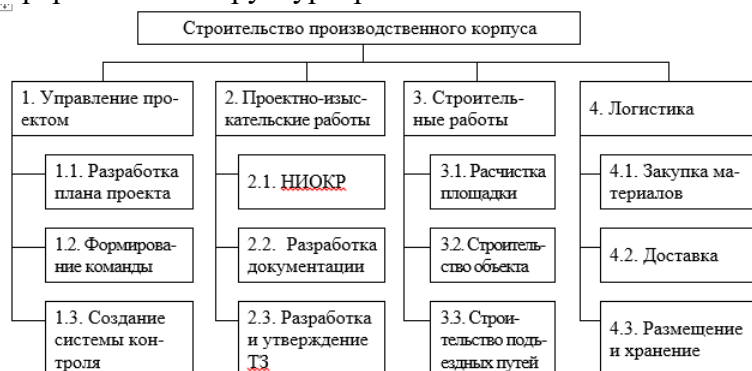 Строительство производственного корпуса
1. Управление про-
ектом
2. Проектно-изыс-
кательские работы
3. Строитель-
ные работы
4. Логистика
1.1. Разработка
плана проекта
2.1. НИОКР
3.1. Расчистка
площадки
4.1. Закупка ма-
териалов
1.2. Формирова-
ние команды
2.2. Разработка
документации
3.2. Строитель-
ство объекта
4.2. Доставка
1.3. Создание
системы кон-
троля
2.3. Разработка
и утверждение
ТЗ
3.3. Строи-
тельство подъ-
ездных путей
4.3. Размещение
и хранение